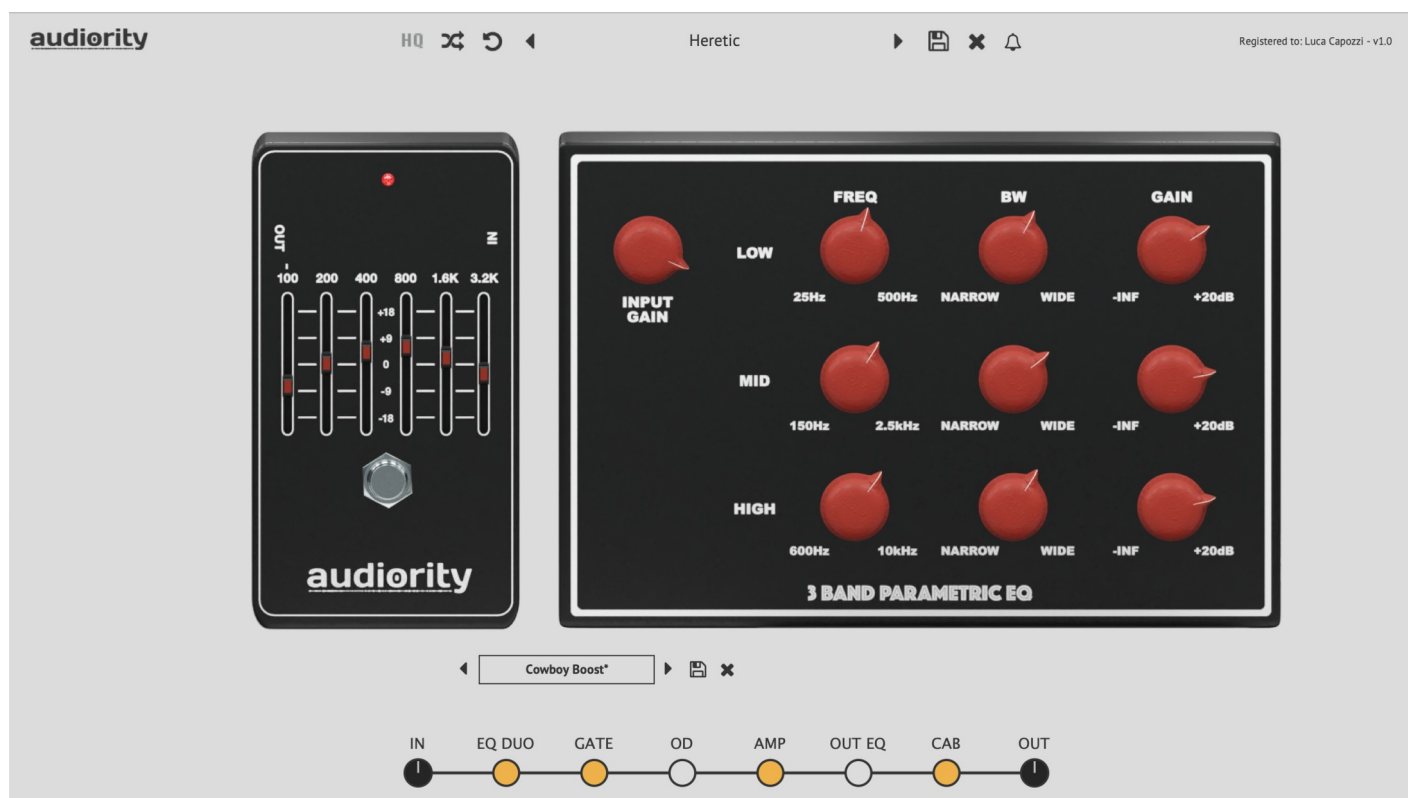 audiority
HQ
Heretic
Registered to: Luca Capozzi - v1.0
OUT
IN
100 200 400 800 1.6K 3.2K
+18
+9
0
-9
-18
audiority
FREQ BW GAIN
INPUT
GAIN
LOW
25Hz 500Hz NARROW WIDE -INF +20dB
MID
150Hz 2.5kHz NARROW WIDE -INF +20dB
HIGH
600Hz 10kHz NARROW WIDE -INF +20dB
3 BAND PARAMETRIC EQ
Cowboy Boost*
IN EQ DUO GATE OD AMP OUT EQ CAB OUT